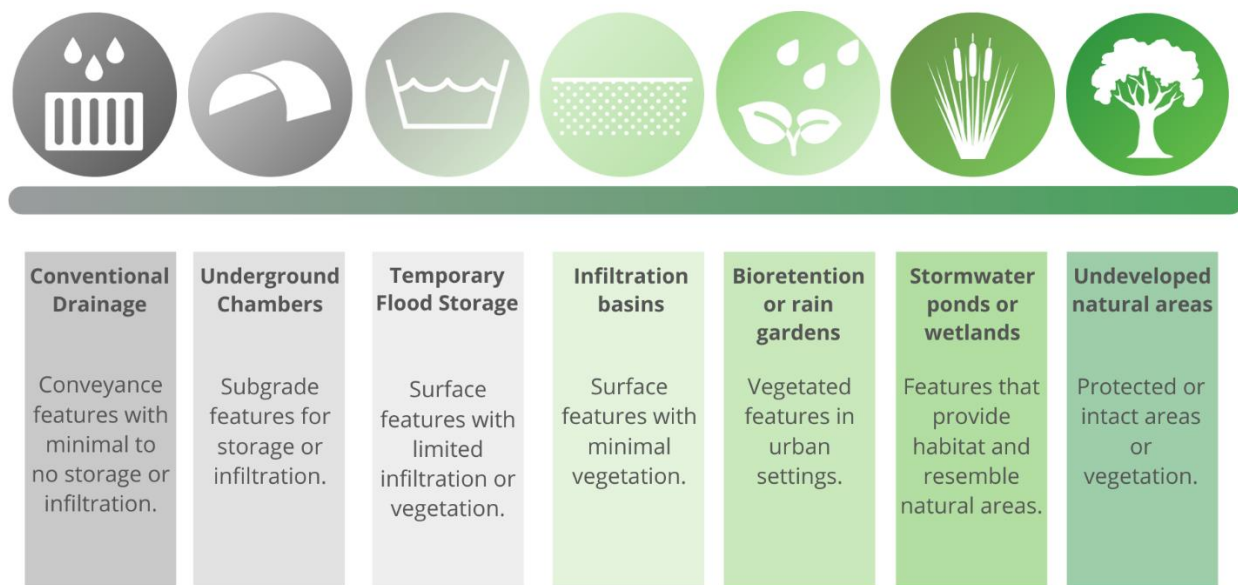 Conventional
Drainage
Conveyance
features with
minimal to
no storage or
infiltration.
Underground
Chambers
Subgrade
features for
storage or
infiltration.
Temporary
Flood Storage
Surface
features with
limited
infiltration or
vegetation.
Infiltration
basins
Surface
features with
minimal
vegetation.
Bioretention
or rain
gardens
Vegetated
features in
urban
settings.
Stormwater
ponds or
wetlands
Features that
provide
habitat and
resemble
natural areas.
Undeveloped
natural areas
Protected or
intact areas
or
vegetation.